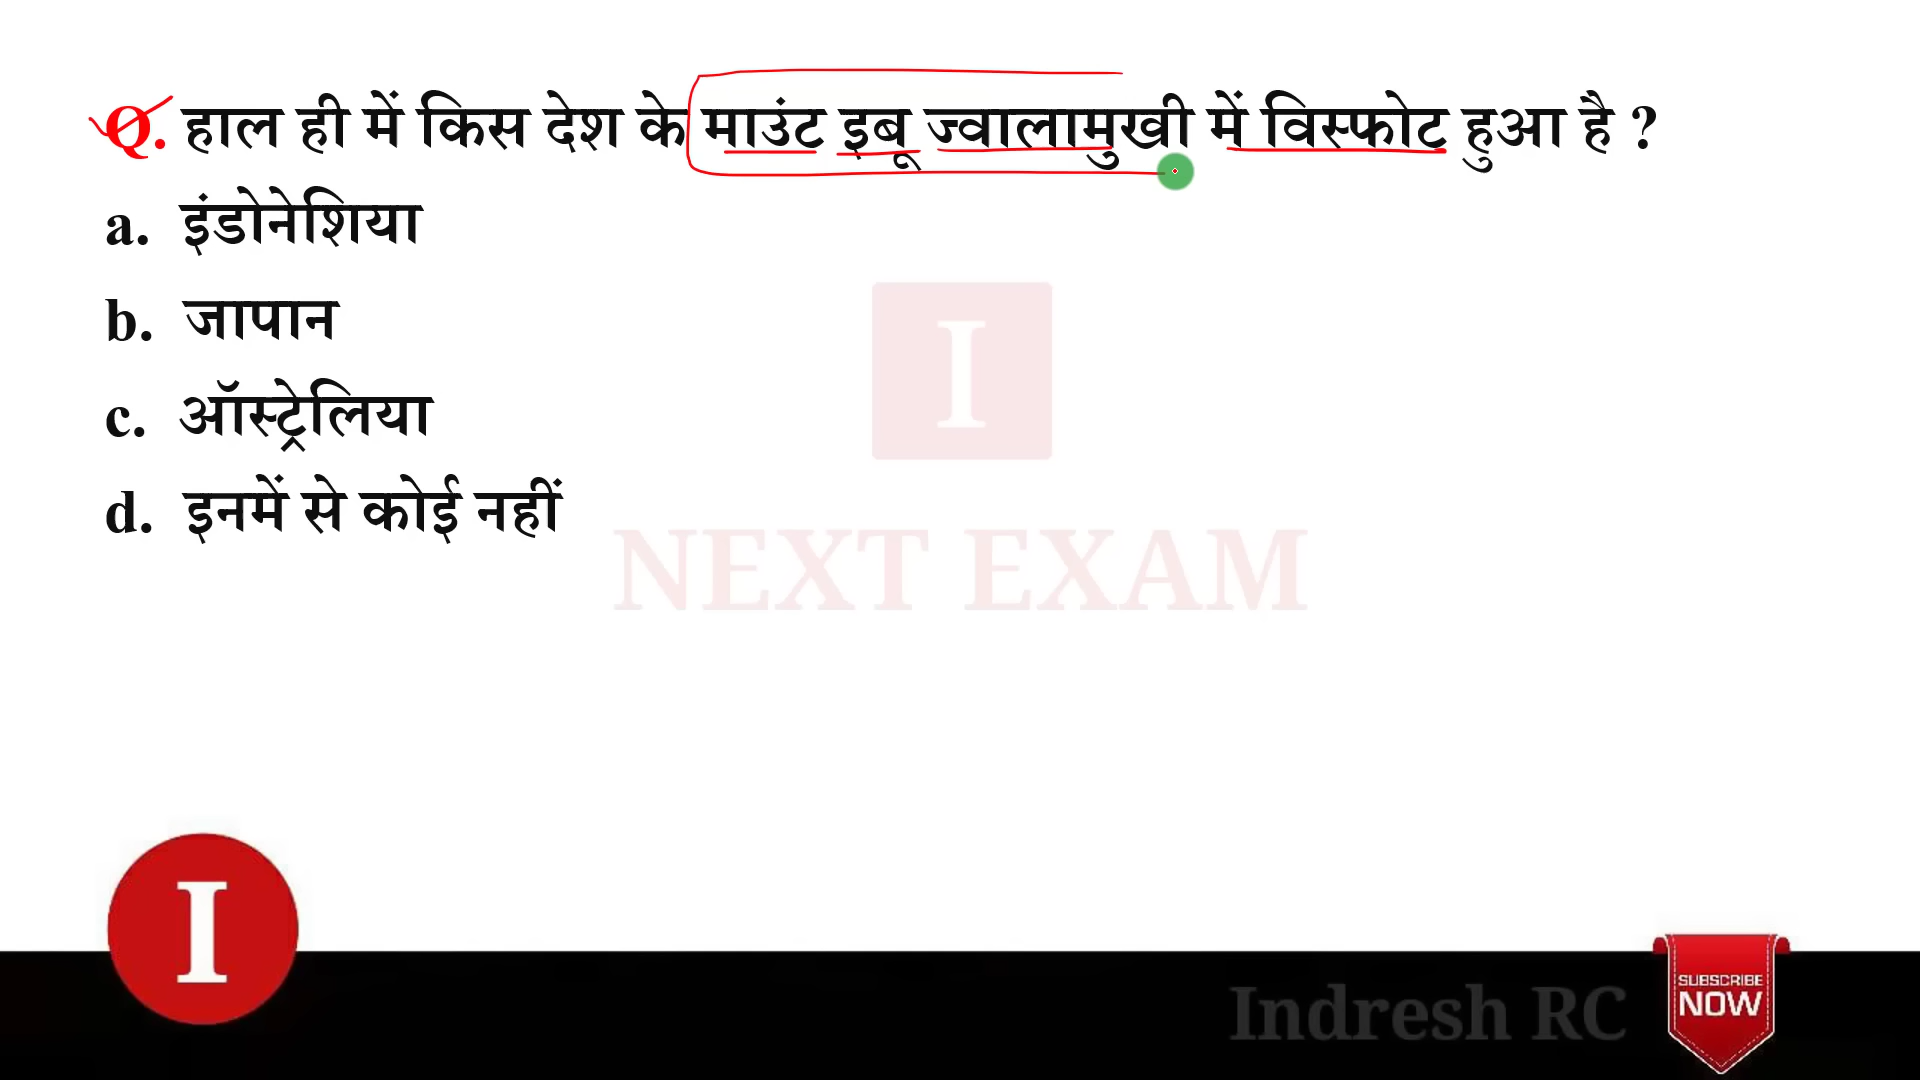 Q. हाल ही में किस देश के माउंट इबू ज्वालामुखी में विस्फोट हुआ है ?
a. इंडोनेशिया
b. जापान
c. ऑस्ट्रेलिया
d. इनमें से कोई नहीं
I
NEXT EXAM
I
Indresh RC
SUBSCRIBE
NOW